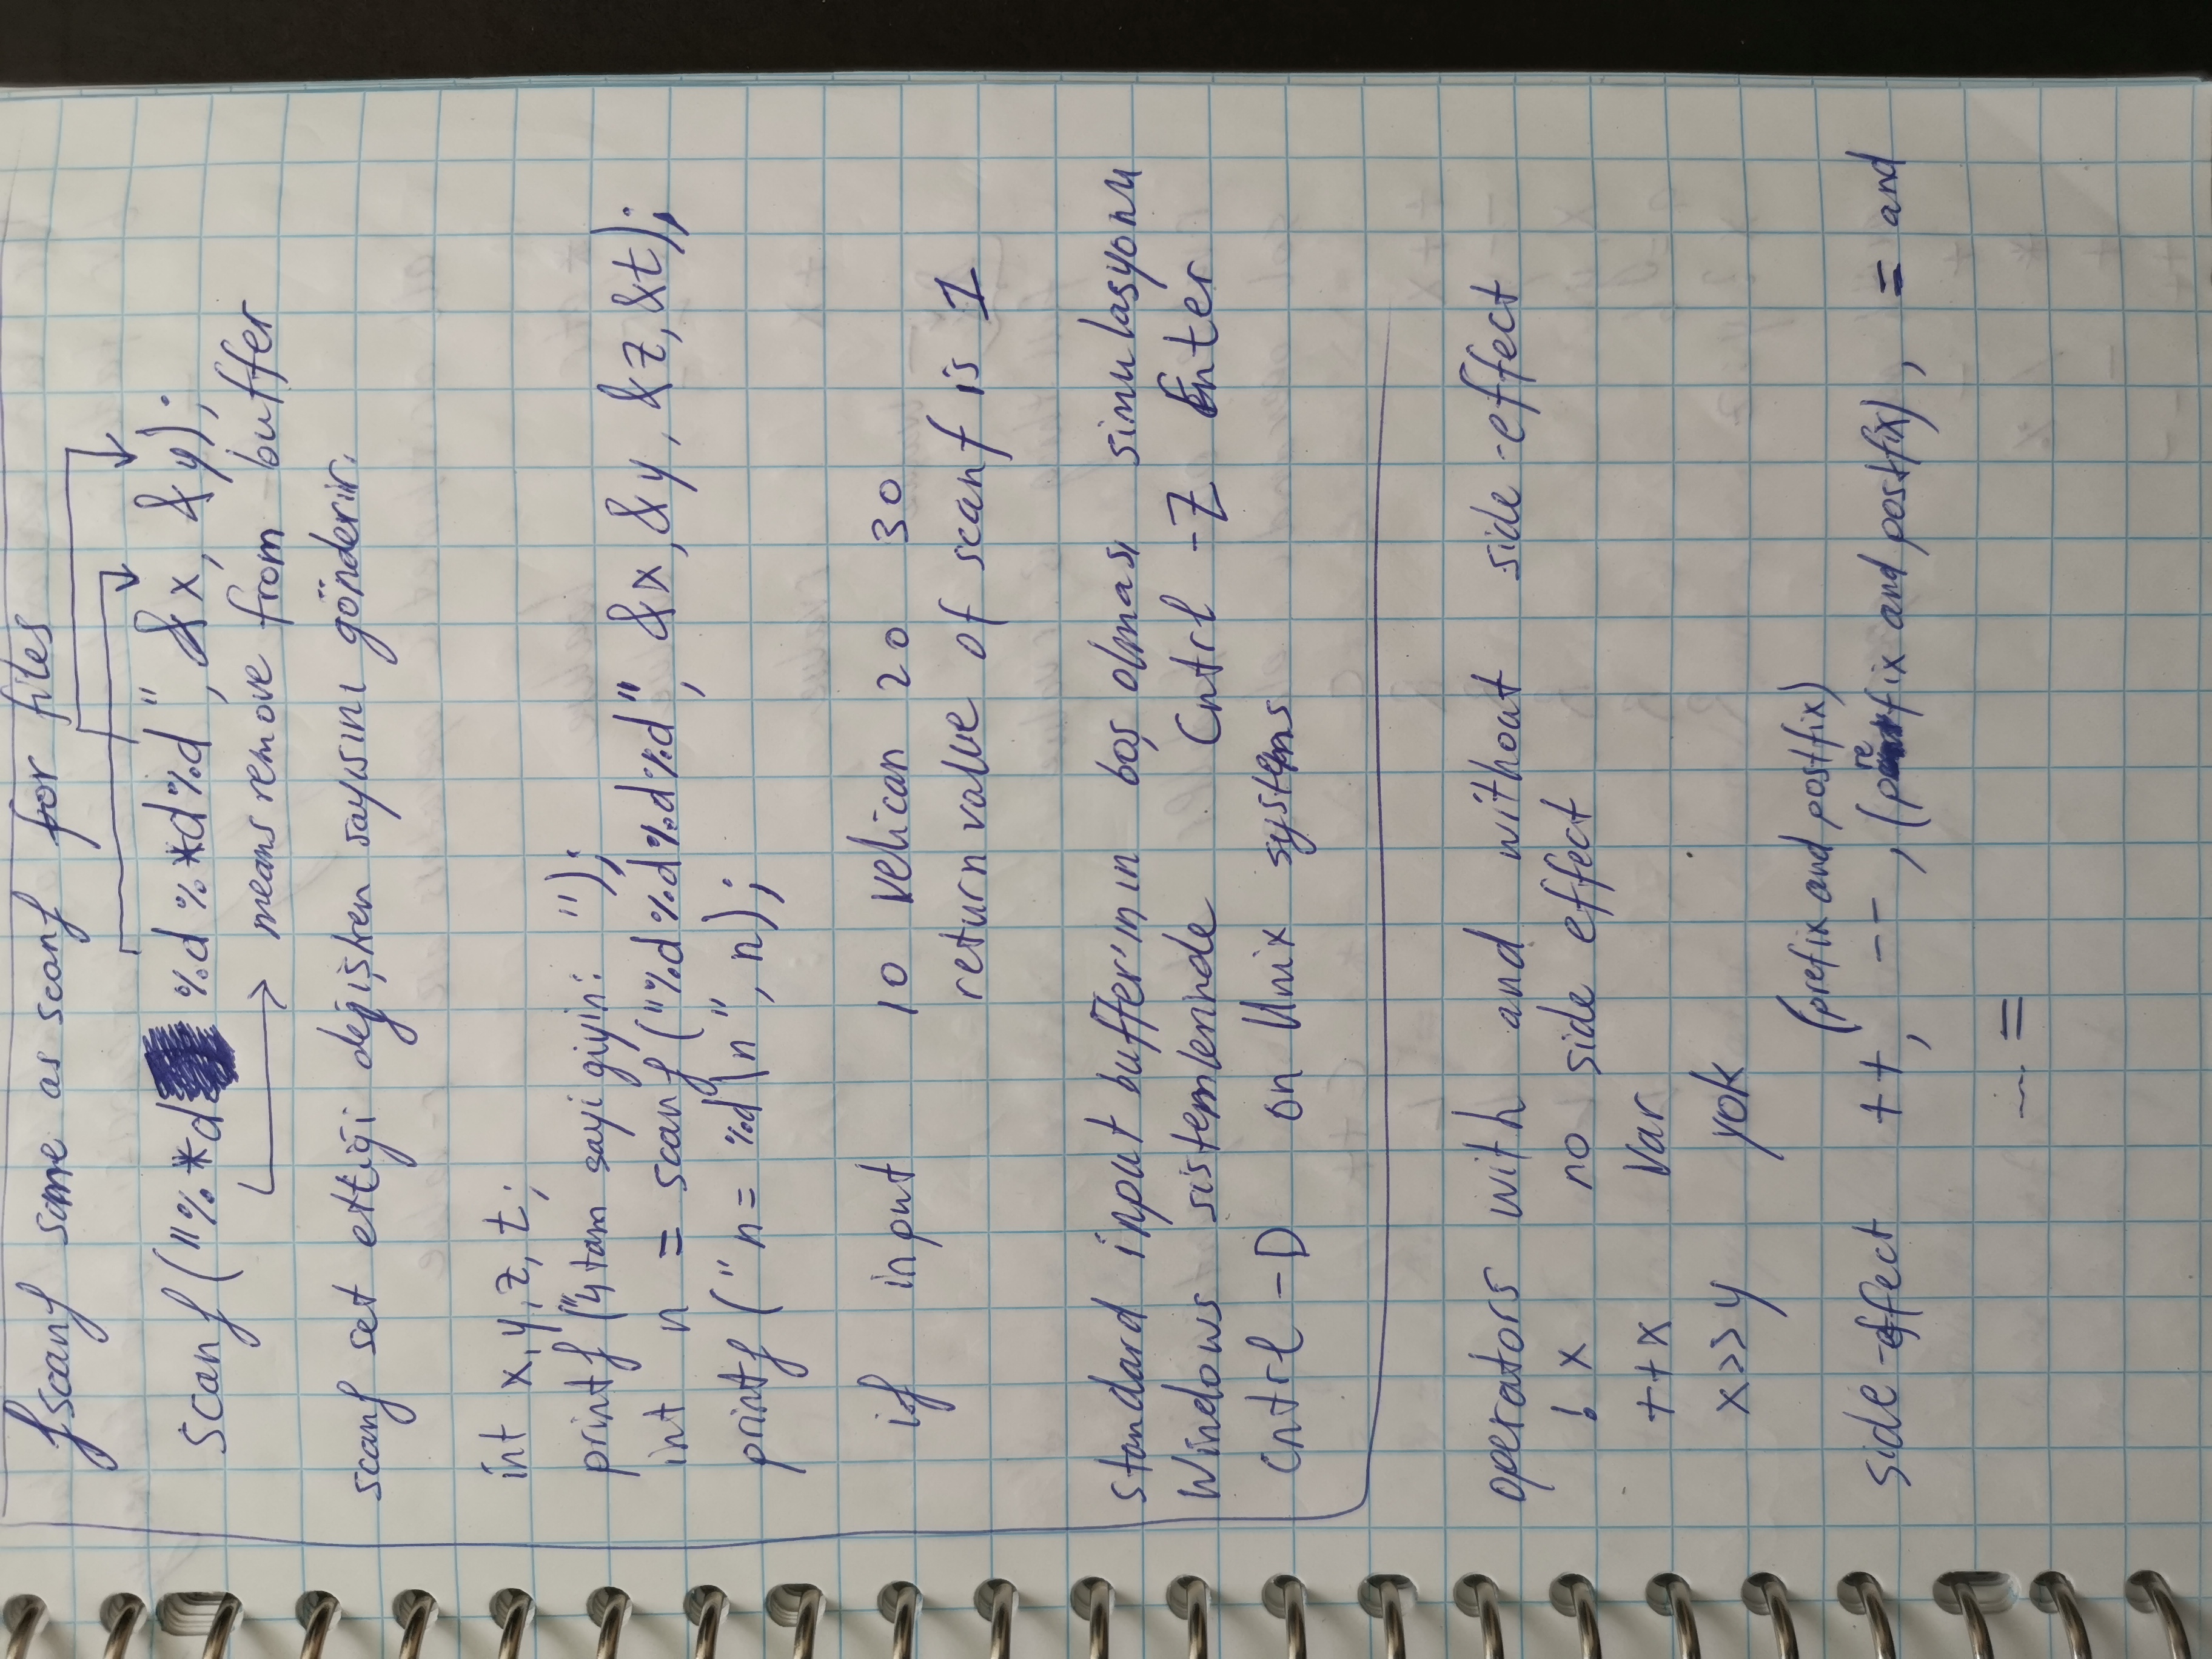 fscanf same as scanf for files
scanf("%*d %d %*d%d", &x, &y);
means remove from buffer
scanf set ettiği değişken sayısını gönderir.
int x, y, z, t;
printf("4 tam sayi giyin: ");
int n = scanf("%d%d%d%d", &x, &y, &z, &t);
printf("n= %d\n", n);
if input 10 velican 20 30
return value of scanf is 1
standard input buffer'ının boş olması simulasyonu
Windows sistemlerinde Cntrl -Z Enter
Cntrl -D on Unix systems
operators with and without side-effect
! x no side effect
++x Var
x>>y yok
(prefix and postfix)
side-effect ++, --, (prefix and postfix), = and
... =